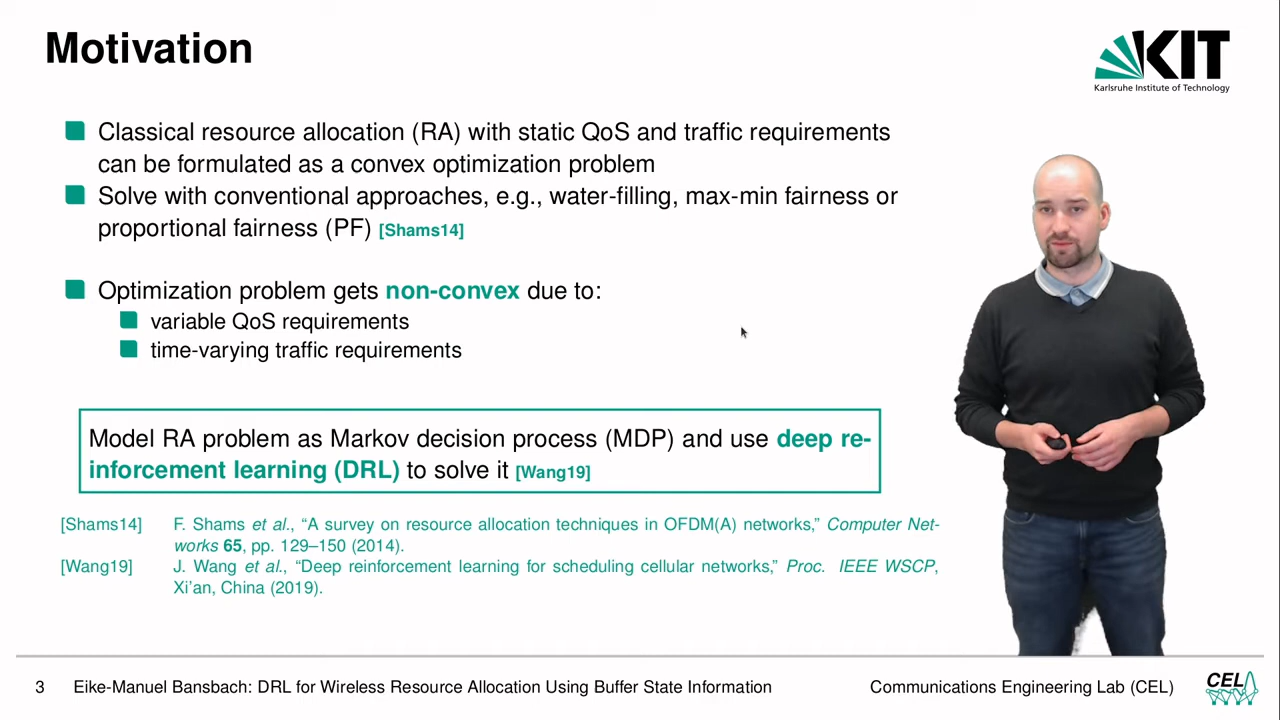 Motivation
KIT
Karlsruhe Institute of Technology
Classical resource allocation (RA) with static QoS and traffic requirements
can be formulated as a convex optimization problem
Solve with conventional approaches, e.g., water-filling, max-min fairness or
proportional fairness (PF) [Shams14]
Optimization problem gets non-convex due to:
variable QoS requirements
time-varying traffic requirements
Model RA problem as Markov decision process (MDP) and use deep re-
inforcement learning (DRL) to solve it [Wang19]
[Shams14] F. Shams et al., “A survey on resource allocation techniques in OFDM(A) networks,” Computer Net-
works 65, pp. 129–150 (2014).
[Wang19] J. Wang et al., “Deep reinforcement learning for scheduling cellular networks,” Proc. IEEE WSCP,
Xi’an, China (2019).
3 Eike-Manuel Bansbach: DRL for Wireless Resource Allocation Using Buffer State Information Communications Engineering Lab (CEL)
CEL